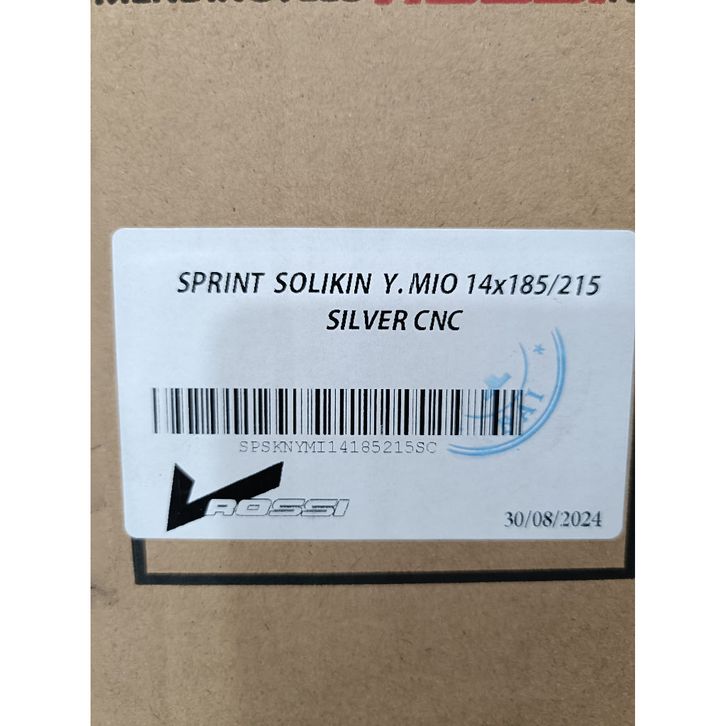 SPRINT SOLIKIN Y. MIO 14x185/215
SILVER CNC
SPSKNYMI14185215SC
ROSSI
30/08/2024